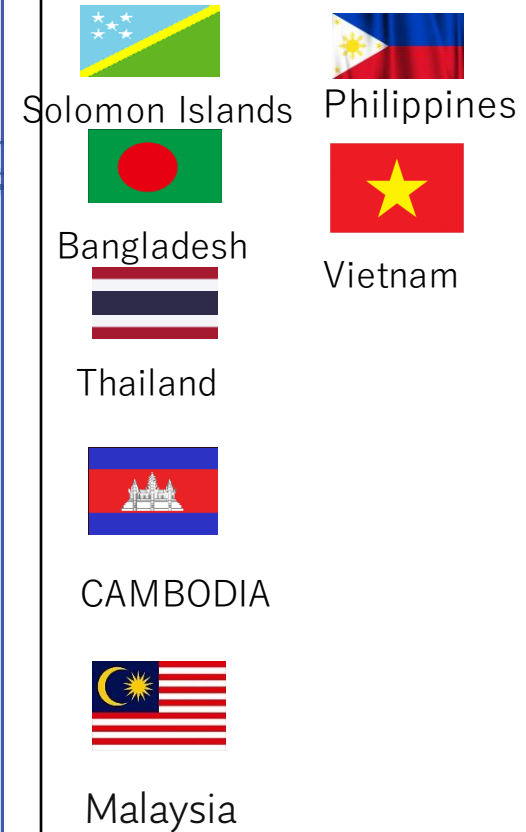 Solomon Islands
Philippines
Bangladesh
Vietnam
Thailand
CAMBODIA
Malaysia